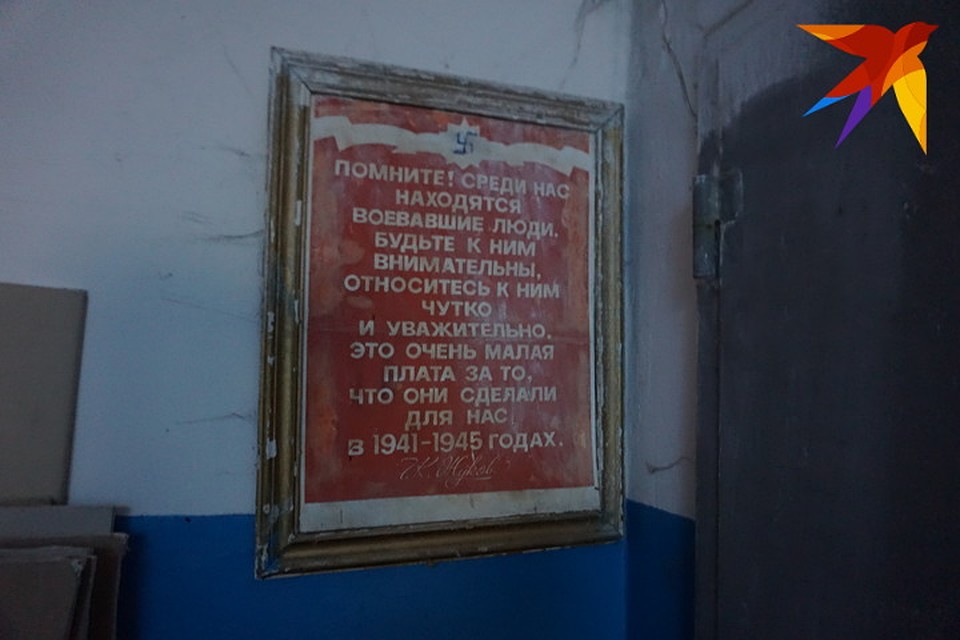 ПОМНИТЕ! СРЕДИ НАС
НАХОДЯТСЯ
ВОЕВАВШИЕ ЛЮДИ.
БУДЬТЕ К НИМ
ВНИМАТЕЛЬНЫ,
ОТНОСИТЕСЬ К НИМ
ЧУТКО
И УВАЖИТЕЛЬНО.
ЭТО ОЧЕНЬ МАЛАЯ
ПЛАТА ЗА ТО,
ЧТО ОНИ СДЕЛАЛИ
ДЛЯ НАС
В 1941-1945 ГОДАХ.
Г.К. Жуков